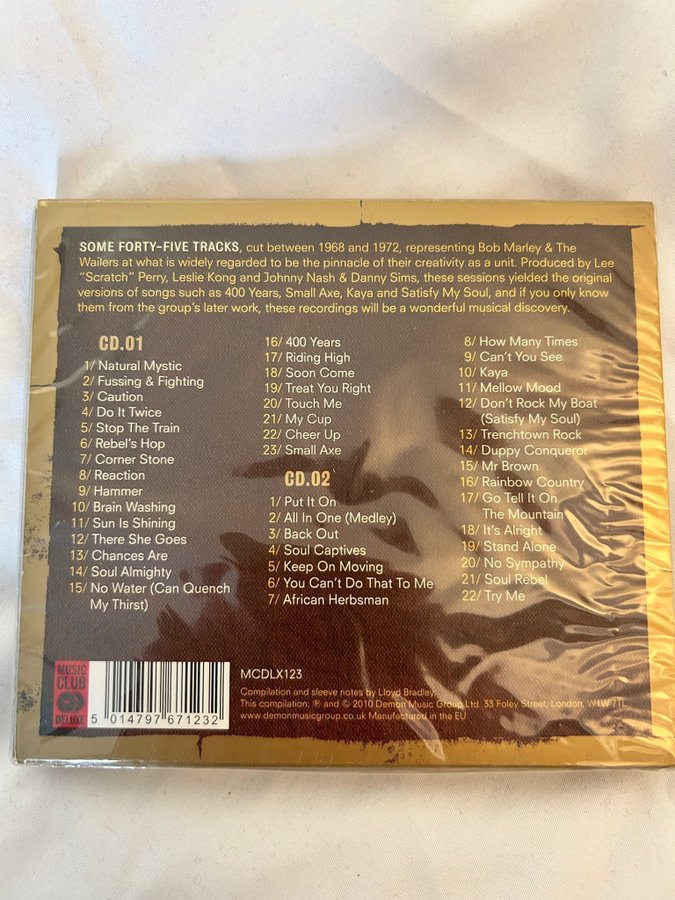 SOME FORTY-FIVE TRACKS, cut between 1968 and 1972, representing Bob Marley & The
Wailers at what is widely regarded to be the pinnacle of their creativity as a unit. Produced by Lee
“Scratch” Perry, Leslie Kong and Johnny Nash & Danny Sims, these sessions yielded the original
versions of songs such as 400 Years, Small Axe, Kaya and Satisfy My Soul, and if you only know
them from the group's later work, these recordings will be a wonderful musical discovery.
CD.01
1/ Natural Mystic
2/ Fussing & Fighting
3/ Caution
4/ Do It Twice
5/ Stop The Train
6/ Rebel's Hop
7/ Corner Stone
8/ Reaction
9/ Hammer
10/ Brain Washing
11/ Sun Is Shining
12/ There She Goes
13/ Chances Are
14/ Soul Almighty
15/ No Water (Can Quench
My Thirst)
16/ 400 Years
17/ Riding High
18/ Soon Come
19/ Treat You Right
20/ Touch Me
21/ My Cup
22/ Cheer Up
23/ Small Axe
CD.02
1/ Put It On
2/ All In One (Medley)
3/ Back Out
4/ Soul Captives
5/ Keep On Moving
6/ You Can't Do That To Me
7/ African Herbsman
8/ How Many Times
9/ Can't You See
10/ Kaya
11/ Mellow Mood
12/ Don't Rock My Boat
(Satisfy My Soul)
13/ Trenchtown Rock
14/ Duppy Conqueror
15/ Mr Brown
16/ Rainbow Country
17/ Go Tell It On
The Mountain
18/ It's Alright
19/ Stand Alone
20/ No Sympathy
21/ Soul Rebel
22/ Try Me
MUSIC
CLUB
DELUXE
5 014797 671232
MCDLX123
Compilation and sleeve notes by Lloyd Bradley.
This compilation: ℗ and © 2010 Demon Music Group Ltd. 33 Foley Street, London, W1W 7TL
www.demonmusicgroup.co.uk Manufactured in the EU